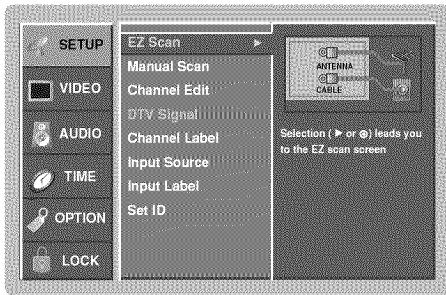 SETUP
VIDEO
AUDIO
TIME
OPTION
LOCK
EZ Scan ►
Manual Scan
Channel Edit
DTV Signal
Channel Label
Input Source
Input Label
Set ID
ANTENNA
CABLE
Selection ( ► or ◉) leads you
to the EZ scan screen